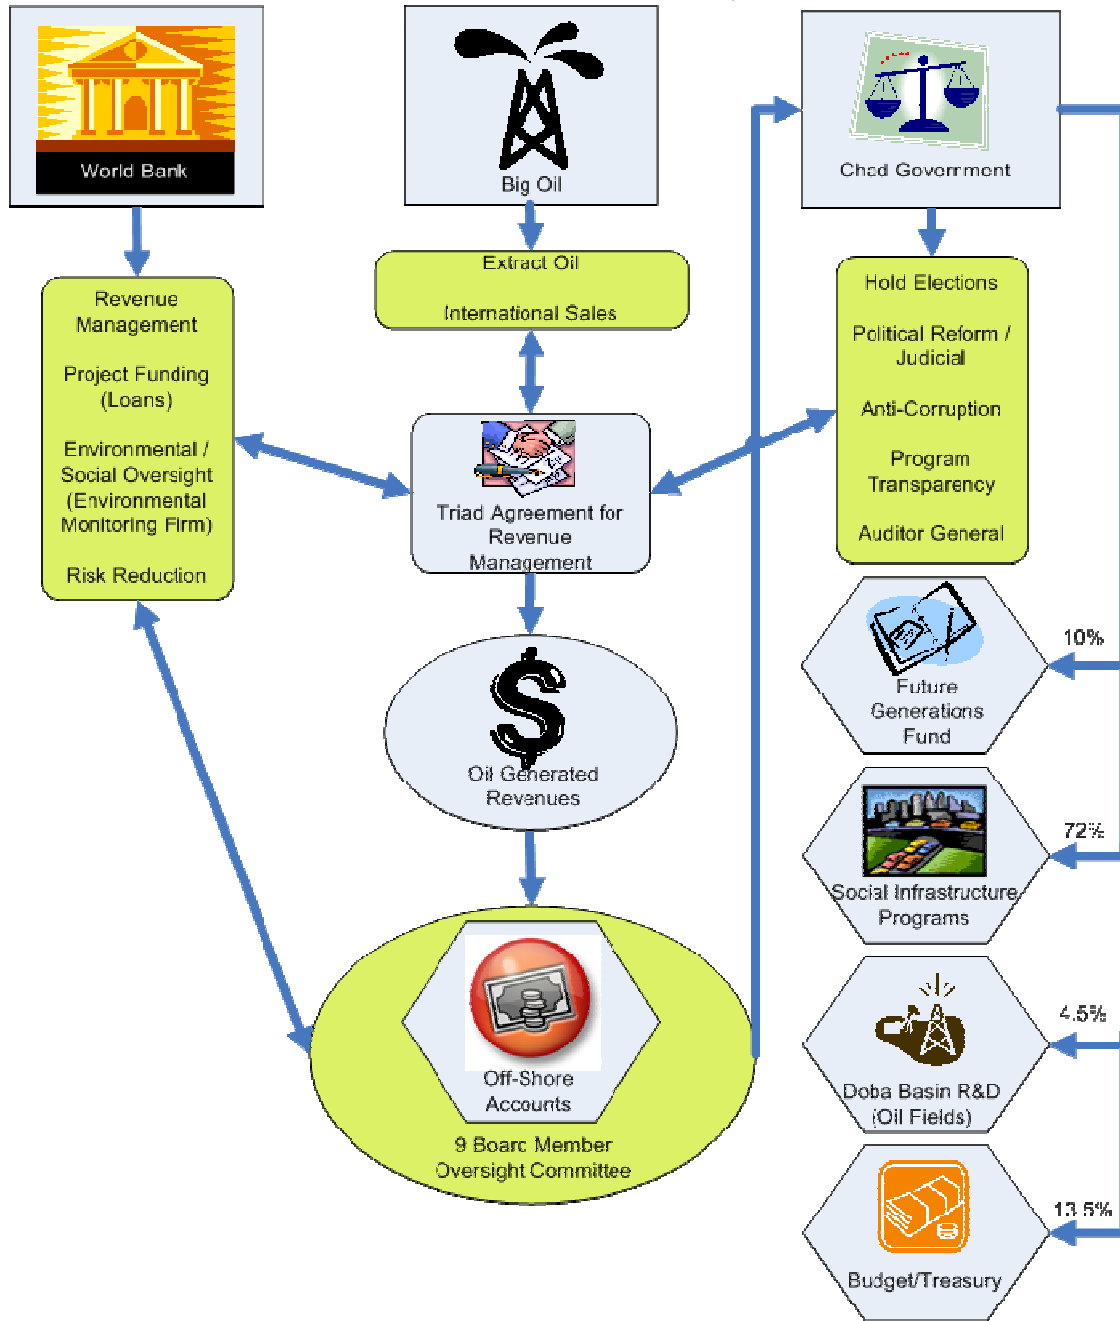 World Bank
Big Oil
Chad Government
Revenue
Management
Project Funding
(Loans)
Environmental /
Social Oversight
(Environmental
Monitoring Firm)
Risk Reduction
Extract Oil
International Sales
Hold Elections
Political Reform /
Judicial
Anti-Corruption
Program
Transparency
Auditor General
Triad Agreement for
Revenue
Management
Oil Generated
Revenues
Off-Shore
Accounts
9 Board Member
Oversight Committee
10%
Future
Generations
Fund
72%
Social Infrastructure
Programs
4.5%
Doba Basin R&D
(Oil Fields)
13.5%
Budget/Treasury